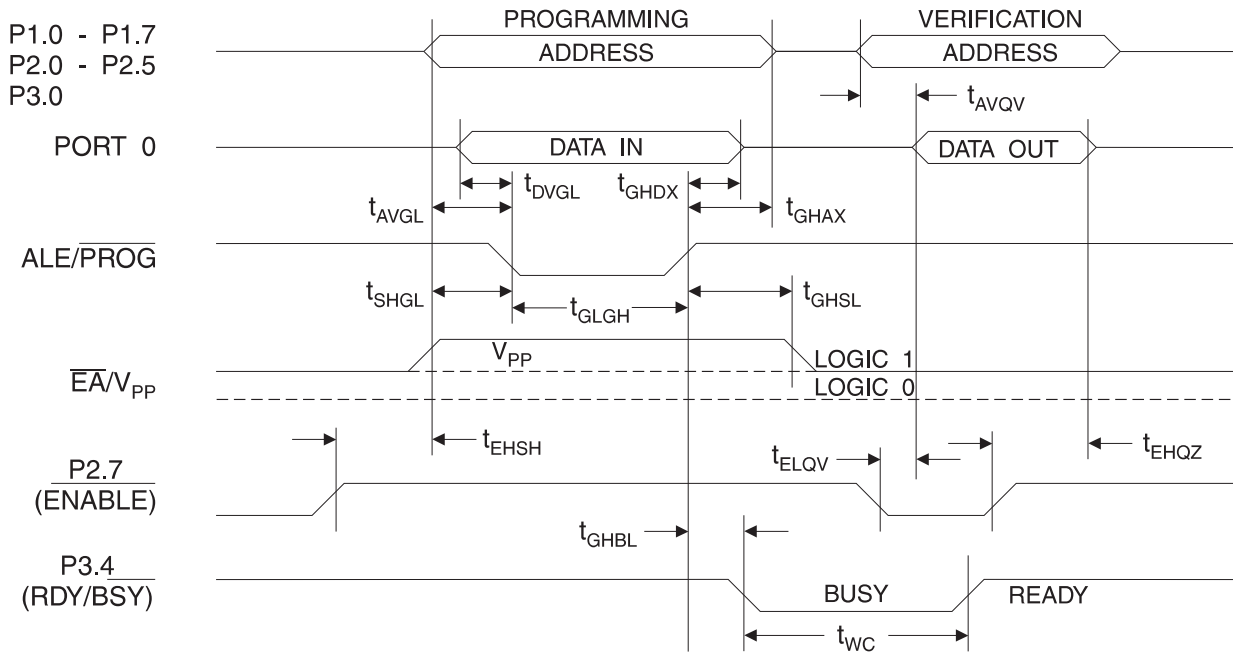 PROGRAMMING VERIFICATION
P1.0 - P1.7
P2.0 - P2.5
P3.0
ADDRESS ADDRESS
tAVQV
PORT 0 DATA IN DATA OUT
tDVGL tGHDX
tAVGL tGHAX
ALE/PROG
tSHGL tGLGH tGHSL
VPP LOGIC 1
EA/VPP LOGIC 0
tEHSH tELQV tEHQZ
P2.7
(ENABLE)
tGHBL
P3.4
(RDY/BSY) BUSY READY
tWC